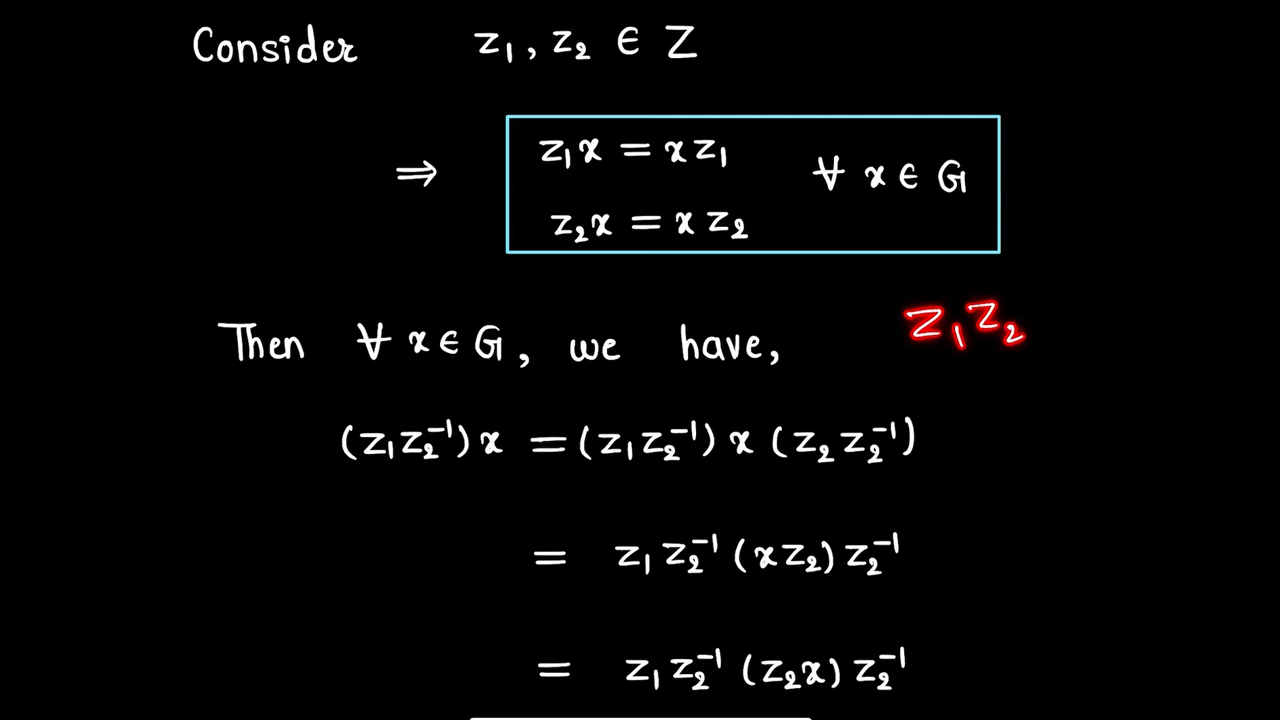 Consider z₁, z₂ ∈ Z
⇒ z₁x = xz₁ ∀ x ∈ G
z₂x = xz₂
Then ∀ x ∈ G, we have, z₁z₂
(z₁z₂⁻¹)x = (z₁z₂⁻¹) x (z₂z₂⁻¹)
= z₁z₂⁻¹(xz₂)z₂⁻¹
= z₁z₂⁻¹(z₂x)z₂⁻¹